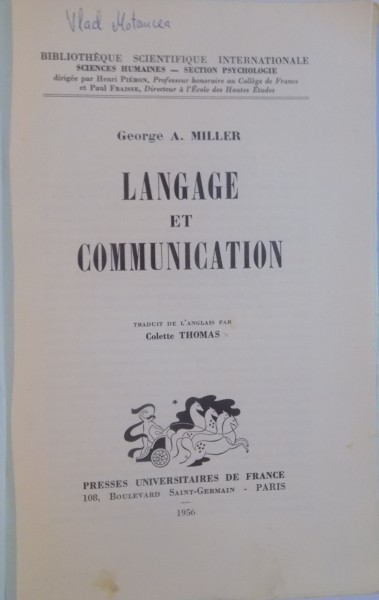 Vlad Motancea
BIBLIOTHÈQUE SCIENTIFIQUE INTERNATIONALE
SCIENCES HUMAINES — SECTION PSYCHOLOGIE
dirigée par Henri PIÉRON, Professeur honoraire au Collège de France
et Paul FRAISSE, Directeur à l'École des Hautes Études
George A. MILLER
LANGAGE
ET
COMMUNICATION
TRADUIT DE L'ANGLAIS PAR
Colette THOMAS
PRESSES UNIVERSITAIRES DE FRANCE
108, BOULEVARD SAINT-GERMAIN - PARIS
1956